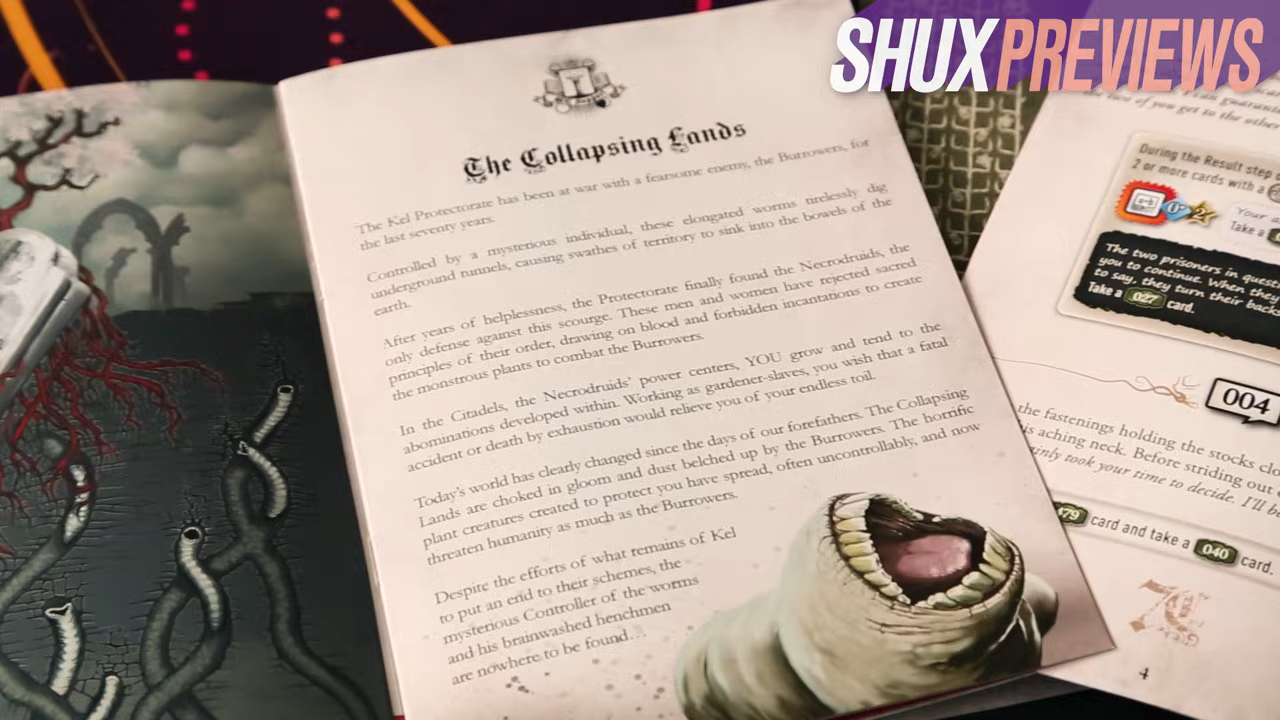 SHUX PREVIEWS
The Collapsing Lands
The Kel Protectorate has been at war with a fearsome enemy, the Burrowers, for
the last seventy years.
Controlled by a mysterious individual, these elongated worms tirelessly dig
underground tunnels, causing swathes of territory to sink into the bowels of the
earth.
After years of helplessness, the Protectorate finally found the Necrodruids, the
only defense against this scourge. These men and women have rejected sacred
principles of their order, drawing on blood and forbidden incantations to create
the monstrous plants to combat the Burrowers.
In the Citadels, the Necrodruids' power centers, YOU grow and tend to the
abominations developed within. Working as gardener-slaves, you wish that a fatal
accident or death by exhaustion would relieve you of your endless toil.
Today's world has clearly changed since the days of our forefathers. The Collapsing
Lands are choked in gloom and dust belched up by the Burrowers. The horrific
plant creatures created to protect you have spread, often uncontrollably, and now
threaten humanity as much as the Burrowers.
Despite the efforts of what remains of Kel
to put an end to their schemes, the
mysterious Controller of the worms
and his brainwashed henchmen
are nowhere to be found...
the two of you get to the other
During the Result step
2 or more cards with a
Your
Take a
The two prisoners in
you to continue. When they
to say, they turn their
Take a 027 card.
004
the fastenings holding the stocks
aching neck. Before striding out
took your time to decide. I'll
card and take a 040 card.
4